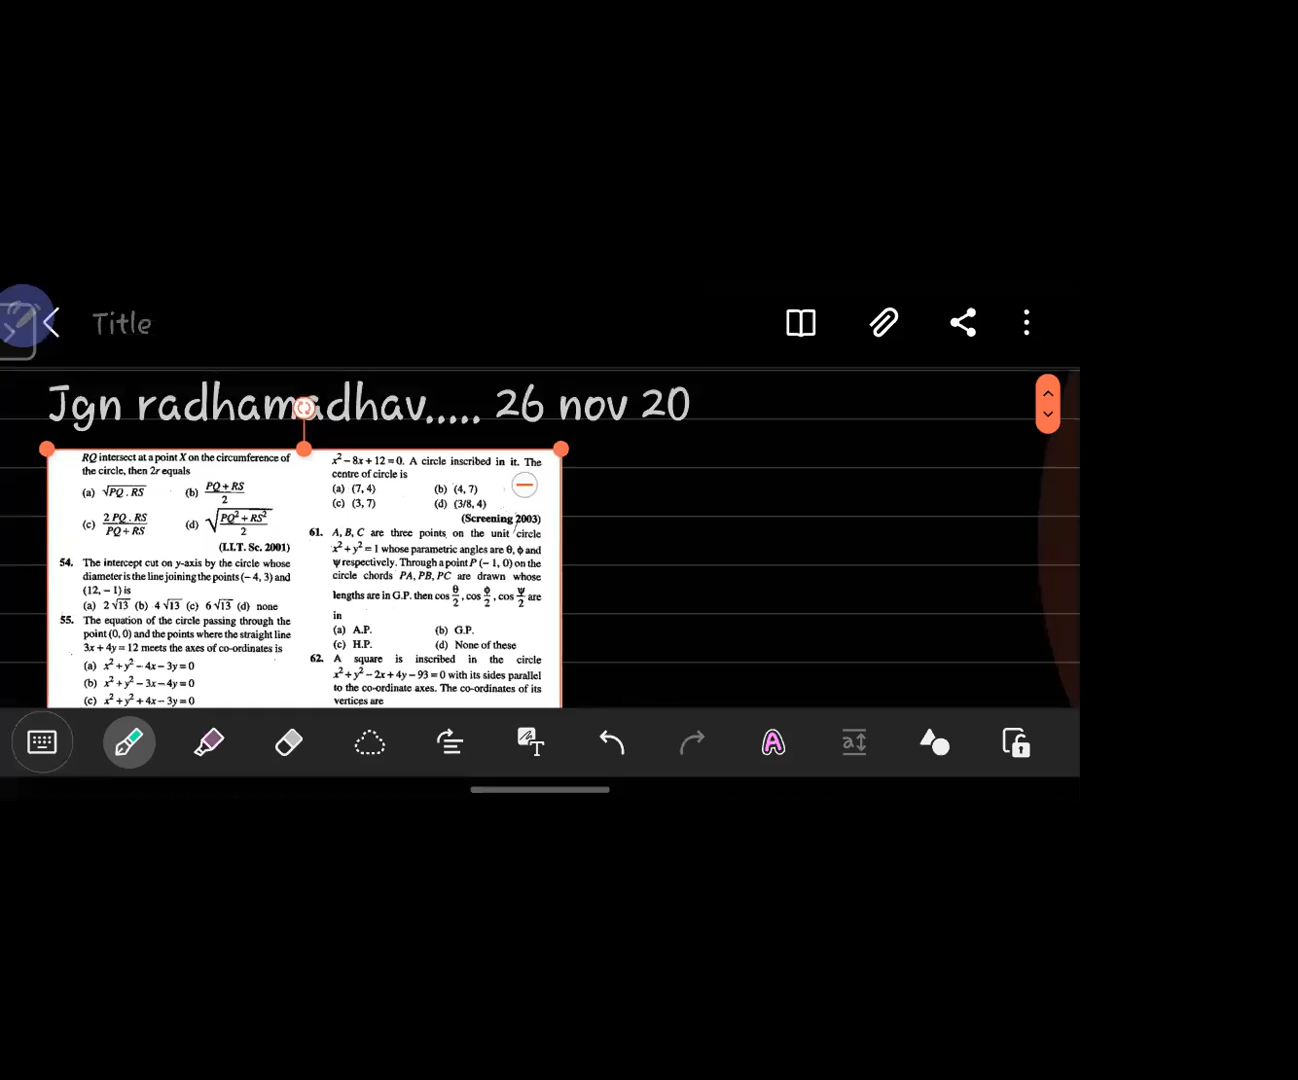 Title
Jgn radhamadhav..... 26 nov 20
RQ intersect at a point X on the circumference of
the circle, then 2r equals
(a) √PQ . RS (b) PQ + RS / 2
(c) 2 PQ . RS / PQ + RS (d) √PQ² + RS² / 2
(I.I.T. Sc. 2001)
54. The intercept cut on y-axis by the circle whose
diameter is the line joining the points (– 4, 3) and
(12, – 1) is
(a) 2 √13 (b) 4 √13 (c) 6 √13 (d) none
55. The equation of the circle passing through the
point (0, 0) and the points where the straight line
3x + 4y = 12 meets the axes of co-ordinates is
(a) x² + y² – 4x – 3y = 0
(b) x² + y² – 3x – 4y = 0
(c) x² + y² + 4x – 3y = 0
x² – 8x + 12 = 0. A circle inscribed in it. The
centre of circle is
(a) (7, 4) (b) (4, 7)
(c) (3, 7) (d) (3/8, 4)
(Screening 2003)
61. A, B, C are three points on the unit circle
x² + y² = 1 whose parametric angles are θ, ϕ and
ψ respectively. Through a point P (– 1, 0) on the
circle chords PA, PB, PC are drawn whose
lengths are in G.P. then cos θ/2, cos ϕ/2, cos ψ/2 are
in
(a) A.P. (b) G.P.
(c) H.P. (d) None of these
62. A square is inscribed in the circle
x² + y² – 2x + 4y – 93 = 0 with its sides parallel
to the co-ordinate axes. The co-ordinates of its
vertices are